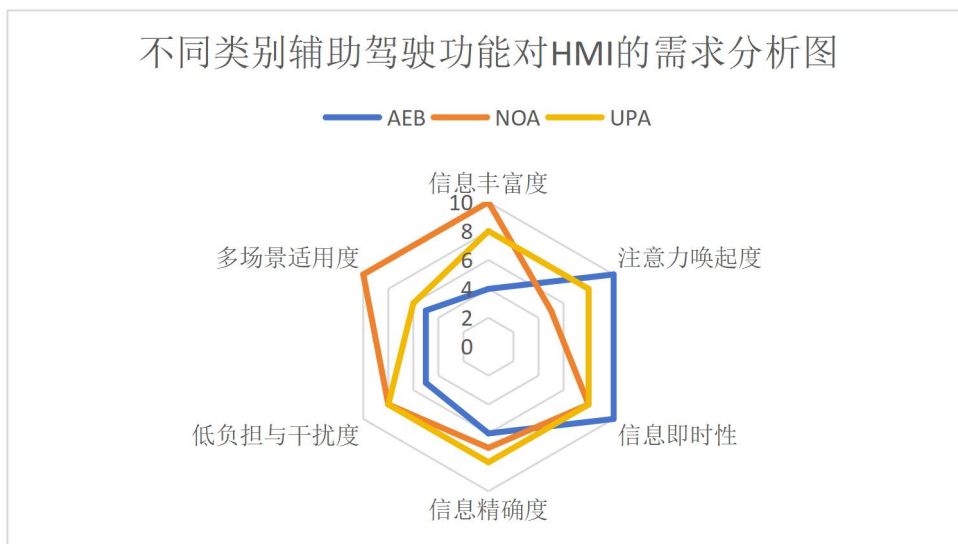 不同类别辅助驾驶功能对HMI的需求分析图
AEB NOA UPA
信息丰富度
10
8
6
4
2
0
注意力唤起度
信息即时性
信息精确度
低负担与干扰度
多场景适用度